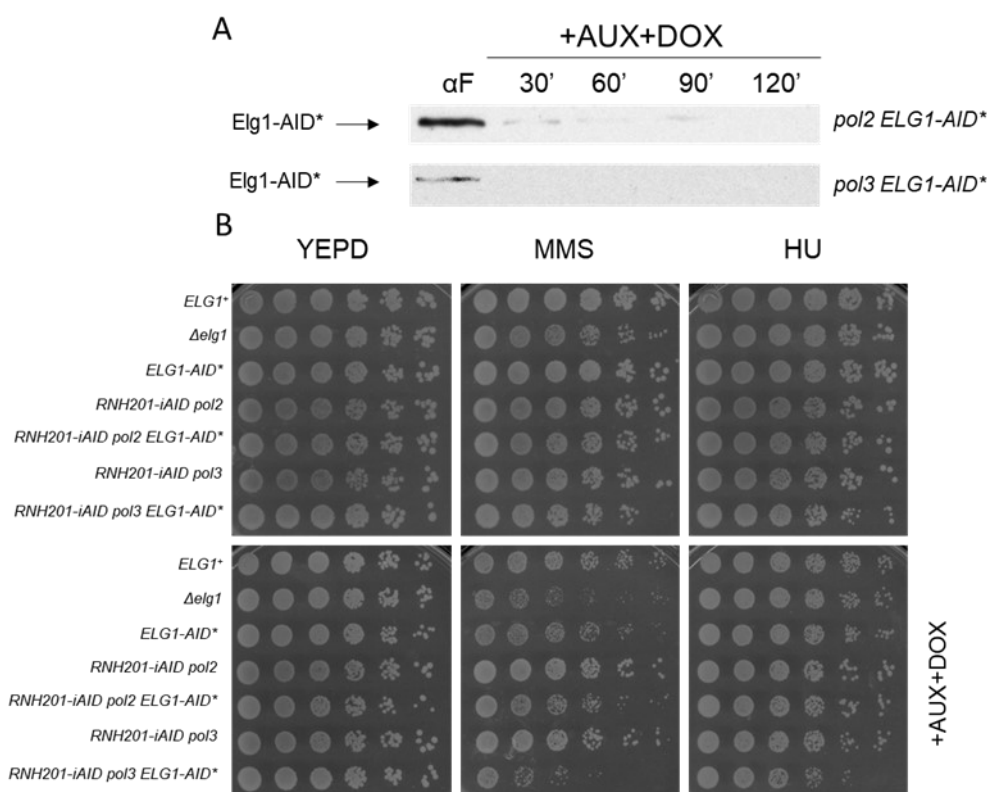 A
+AUX+DOX
αF 30’ 60’ 90’ 120’
Elg1-AID* pol2 ELG1-AID*
Elg1-AID* pol3 ELG1-AID*
B
YEPD MMS HU
ELG1⁺
Δelg1
ELG1-AID*
RNH201-iAID pol2
RNH201-iAID pol2 ELG1-AID*
RNH201-iAID pol3
RNH201-iAID pol3 ELG1-AID*
ELG1⁺
Δelg1
ELG1-AID*
RNH201-iAID pol2
RNH201-iAID pol2 ELG1-AID*
RNH201-iAID pol3
RNH201-iAID pol3 ELG1-AID*
+AUX+DOX